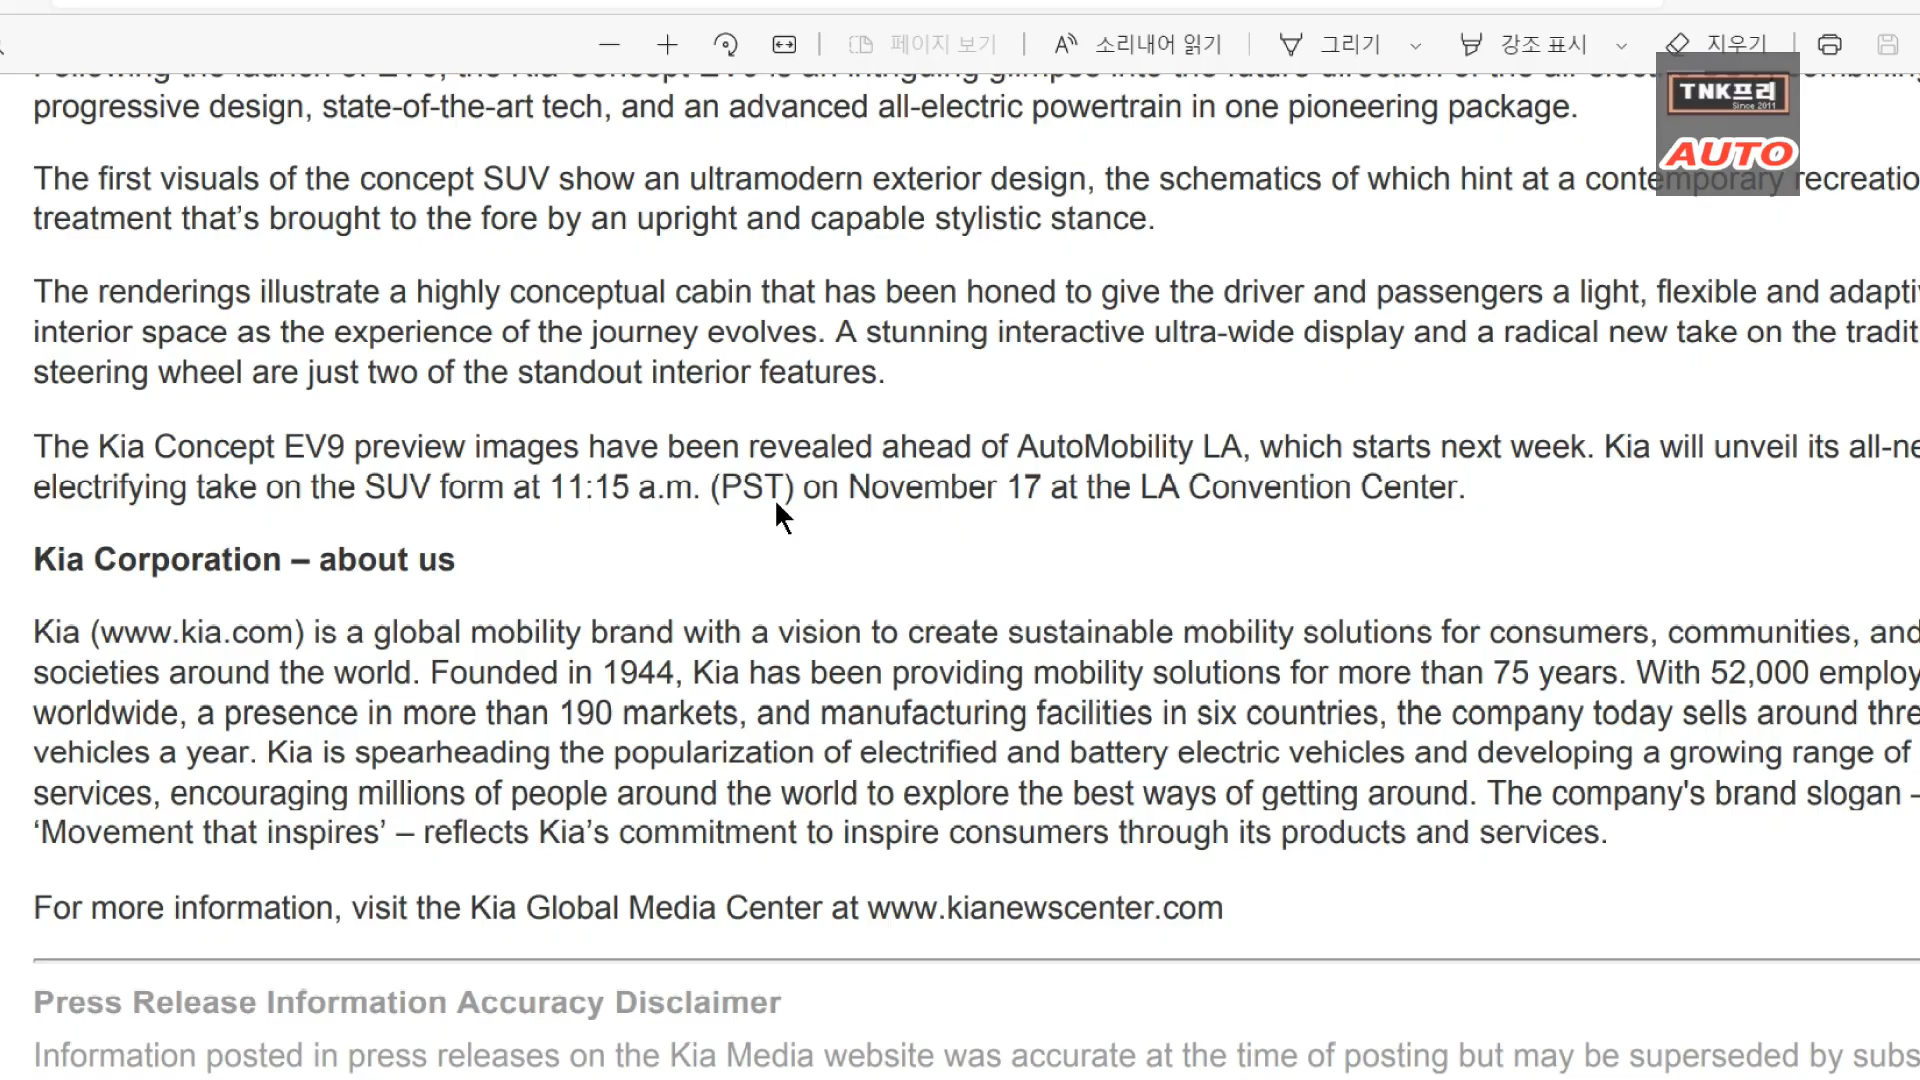 페이지 보기 소리내어 읽기 그리기 강조 표시 지우기
TNK프리
Since 2011
AUTO
progressive design, state-of-the-art tech, and an advanced all-electric powertrain in one pioneering package.
The first visuals of the concept SUV show an ultramodern exterior design, the schematics of which hint at a contemporary recreatio
treatment that’s brought to the fore by an upright and capable stylistic stance.
The renderings illustrate a highly conceptual cabin that has been honed to give the driver and passengers a light, flexible and adapti
interior space as the experience of the journey evolves. A stunning interactive ultra-wide display and a radical new take on the tradit
steering wheel are just two of the standout interior features.
The Kia Concept EV9 preview images have been revealed ahead of AutoMobility LA, which starts next week. Kia will unveil its all-ne
electrifying take on the SUV form at 11:15 a.m. (PST) on November 17 at the LA Convention Center.
Kia Corporation – about us
Kia (www.kia.com) is a global mobility brand with a vision to create sustainable mobility solutions for consumers, communities, and
societies around the world. Founded in 1944, Kia has been providing mobility solutions for more than 75 years. With 52,000 employ
worldwide, a presence in more than 190 markets, and manufacturing facilities in six countries, the company today sells around thre
vehicles a year. Kia is spearheading the popularization of electrified and battery electric vehicles and developing a growing range of
services, encouraging millions of people around the world to explore the best ways of getting around. The company's brand slogan –
‘Movement that inspires’ – reflects Kia’s commitment to inspire consumers through its products and services.
For more information, visit the Kia Global Media Center at www.kianewscenter.com
Press Release Information Accuracy Disclaimer
Information posted in press releases on the Kia Media website was accurate at the time of posting but may be superseded by subs